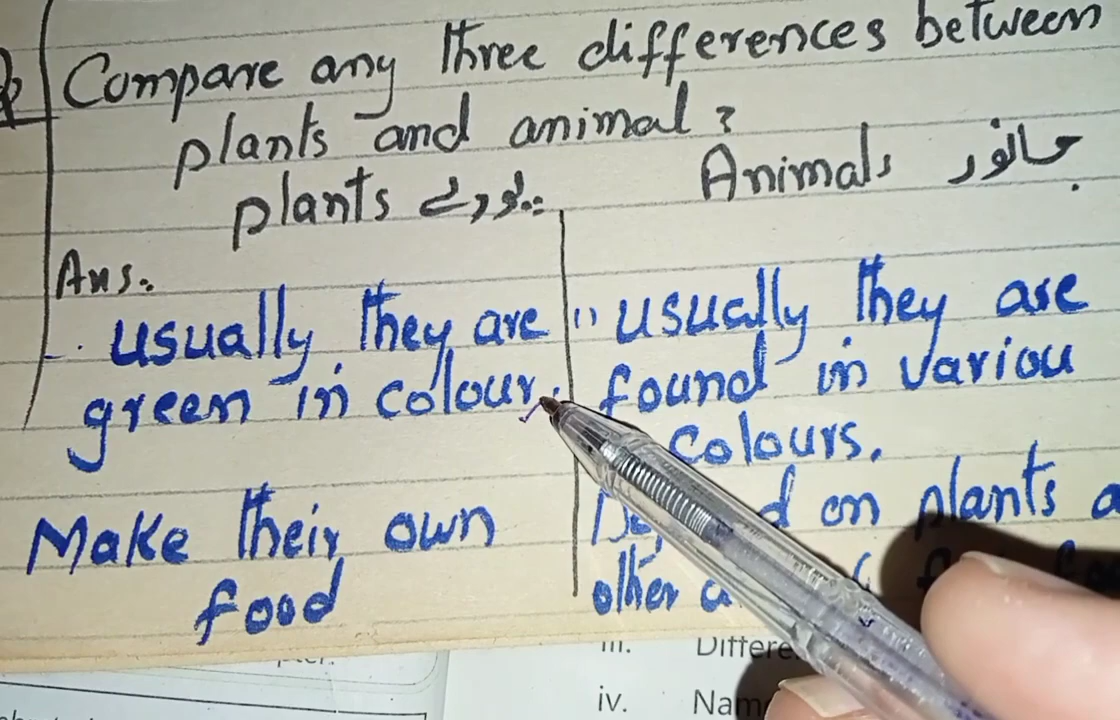 Compare any three differences between
plants and animal?
plants پودے Animals جانور
Ans.
usually they are
green in colour.
Make their own
food
" usually they are
found in variou
colours.
on plants a
other
iii. Differe
iv. Nam